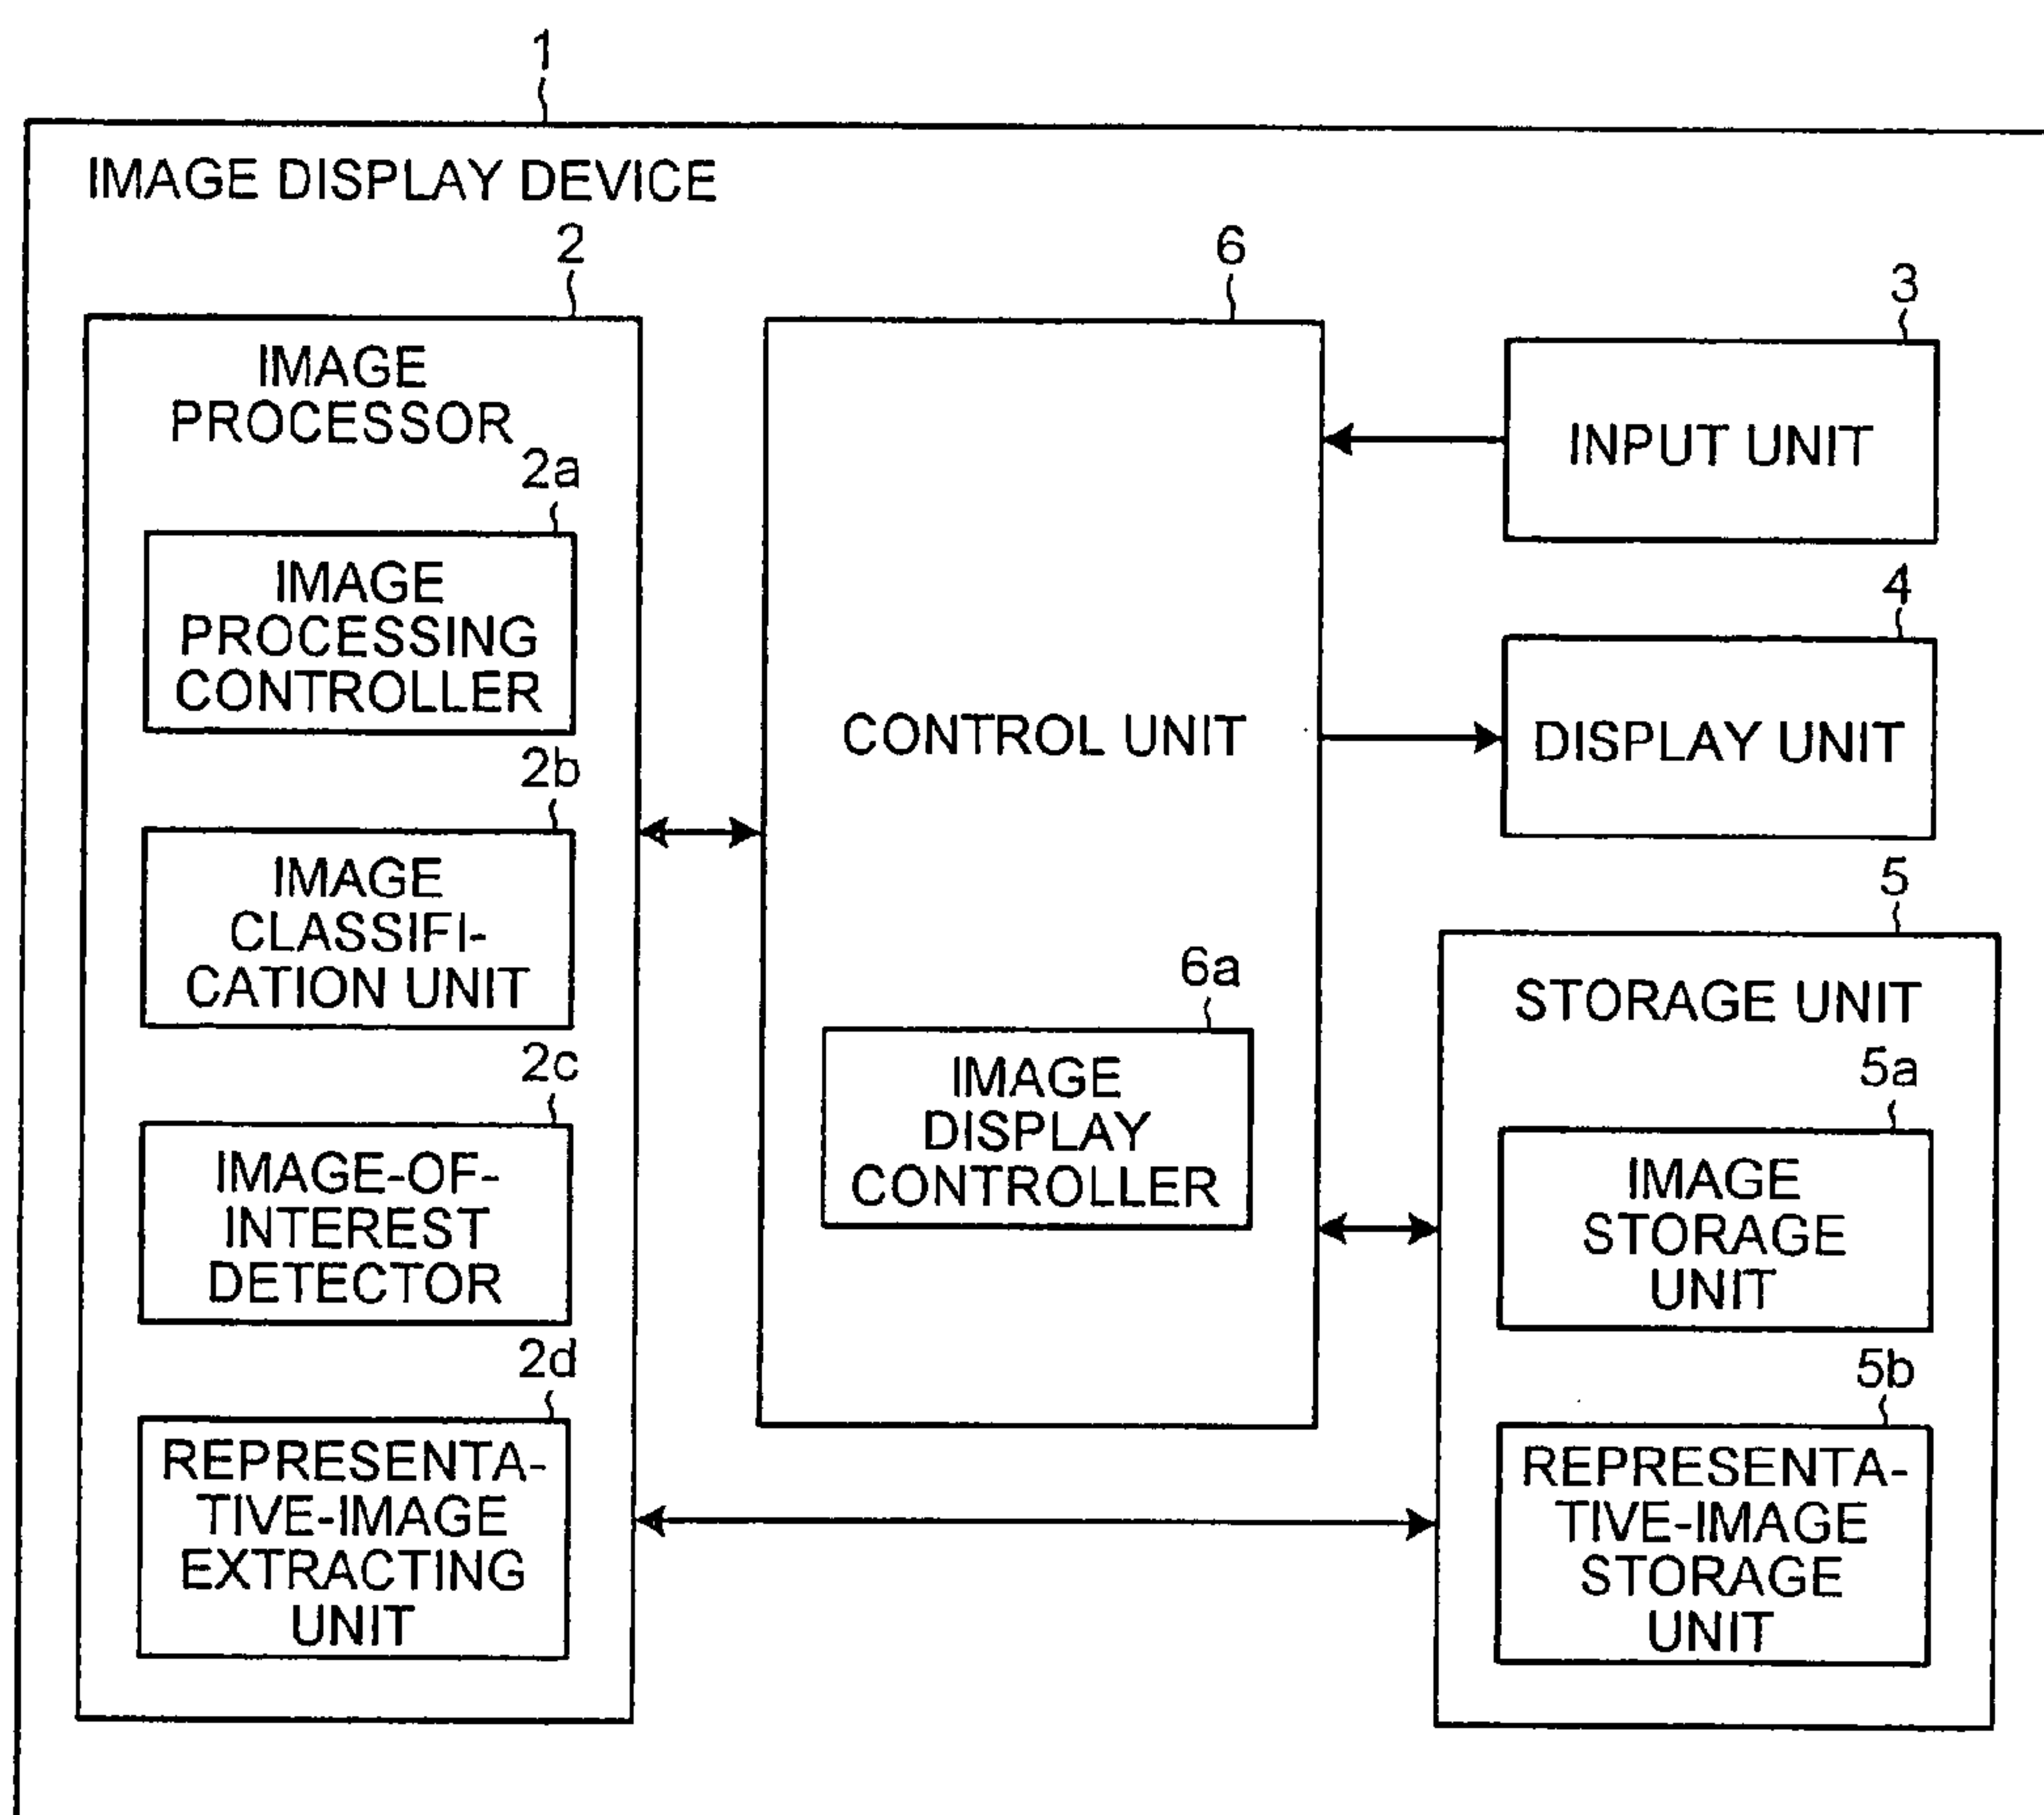 1
IMAGE DISPLAY DEVICE
2
IMAGE
PROCESSOR
2a
IMAGE
PROCESSING
CONTROLLER
2b
IMAGE
CLASSIFI-
CATION UNIT
2c
IMAGE-OF-
INTEREST
DETECTOR
2d
REPRESENTA-
TIVE-IMAGE
EXTRACTING
UNIT
6
CONTROL UNIT
6a
IMAGE
DISPLAY
CONTROLLER
3
INPUT UNIT
4
DISPLAY UNIT
5
STORAGE UNIT
5a
IMAGE
STORAGE
UNIT
5b
REPRESENTA-
TIVE-IMAGE
STORAGE
UNIT